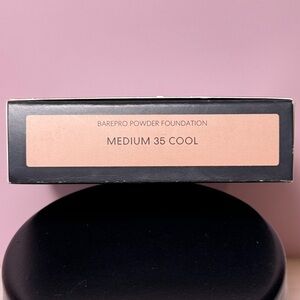 BAREPRO POWDER FOUNDATION
MEDIUM 35 COOL